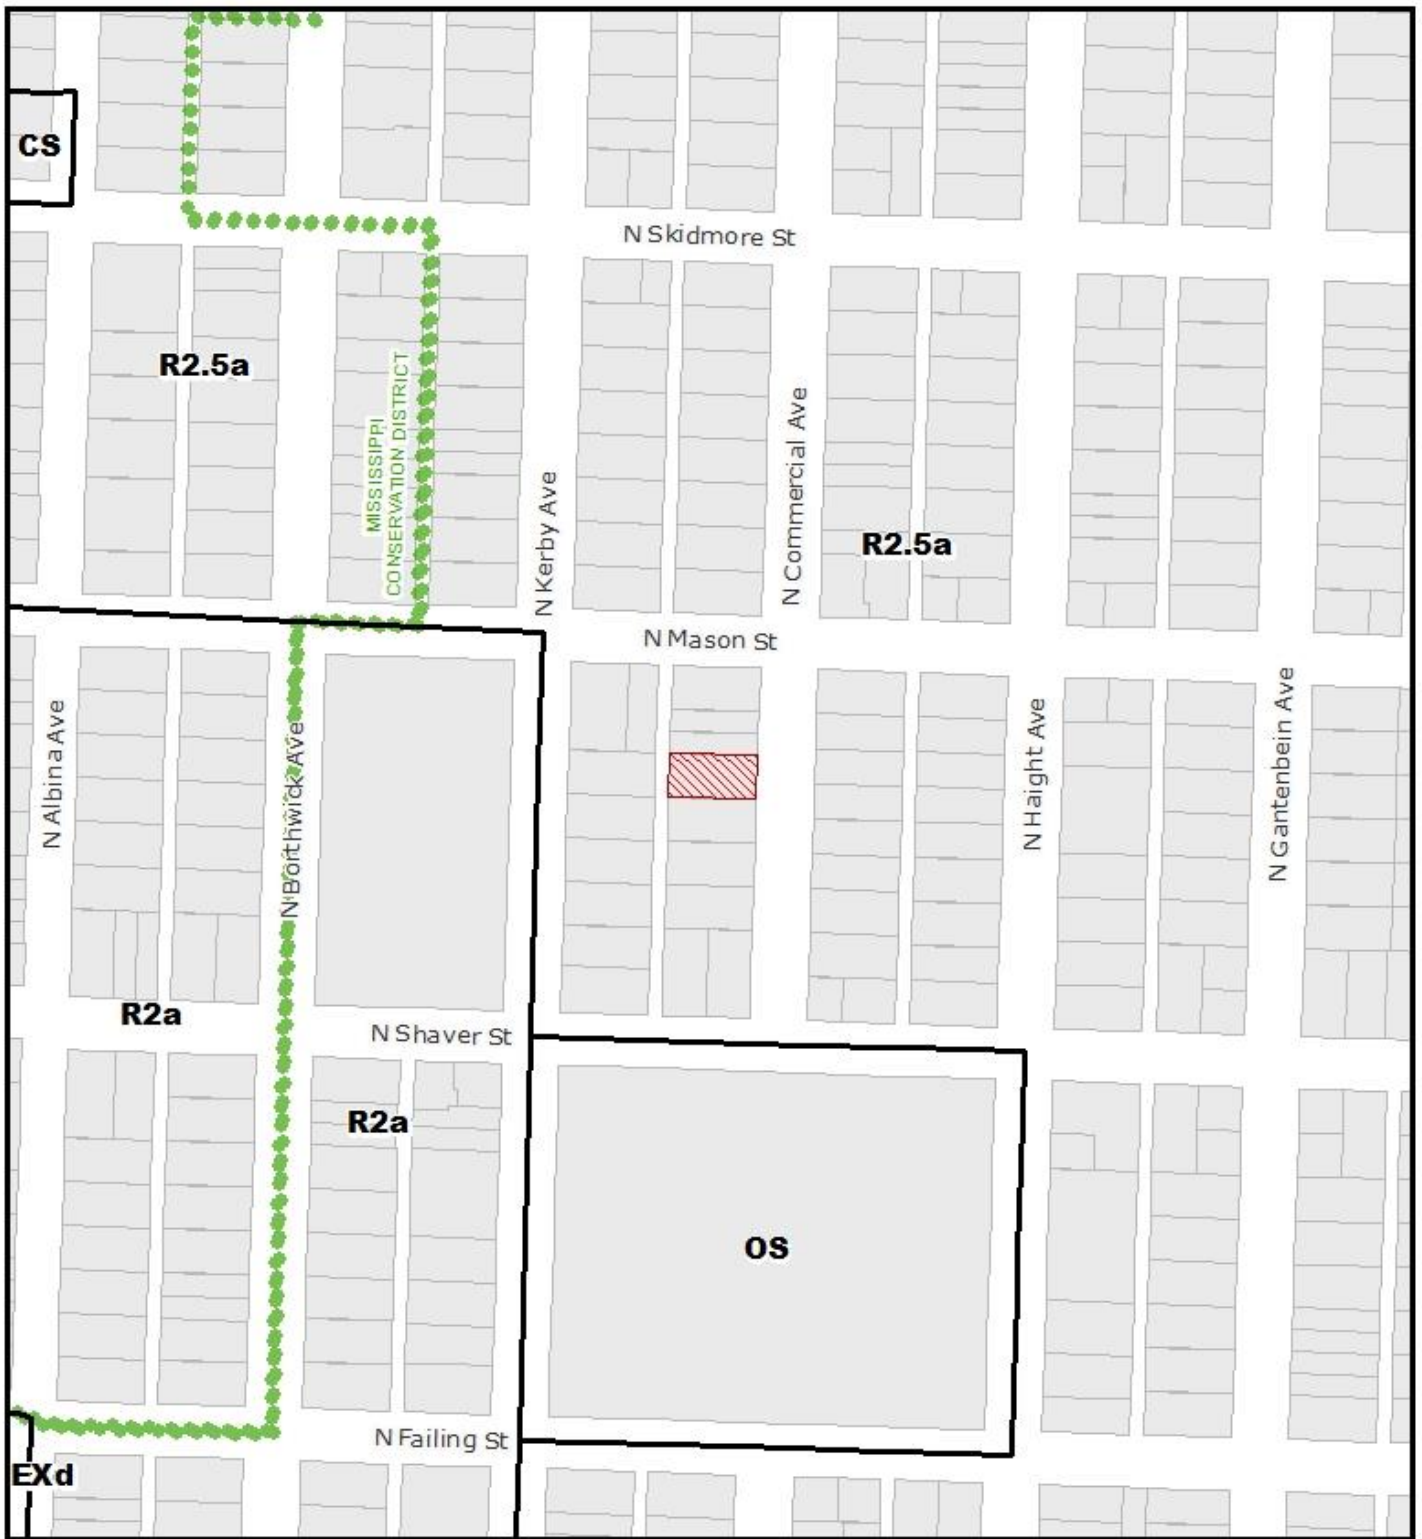 CS
N Skidmore St
R2.5a
MISSISSIPPI
CONSERVATION DISTRICT
N Kerby Ave
N Commercial Ave
R2.5a
N Mason St
N Albina Ave
N Borthwick Ave
N Haight Ave
N Gantenbein Ave
R2a
N Shaver St
R2a
OS
N Failing St
EXd